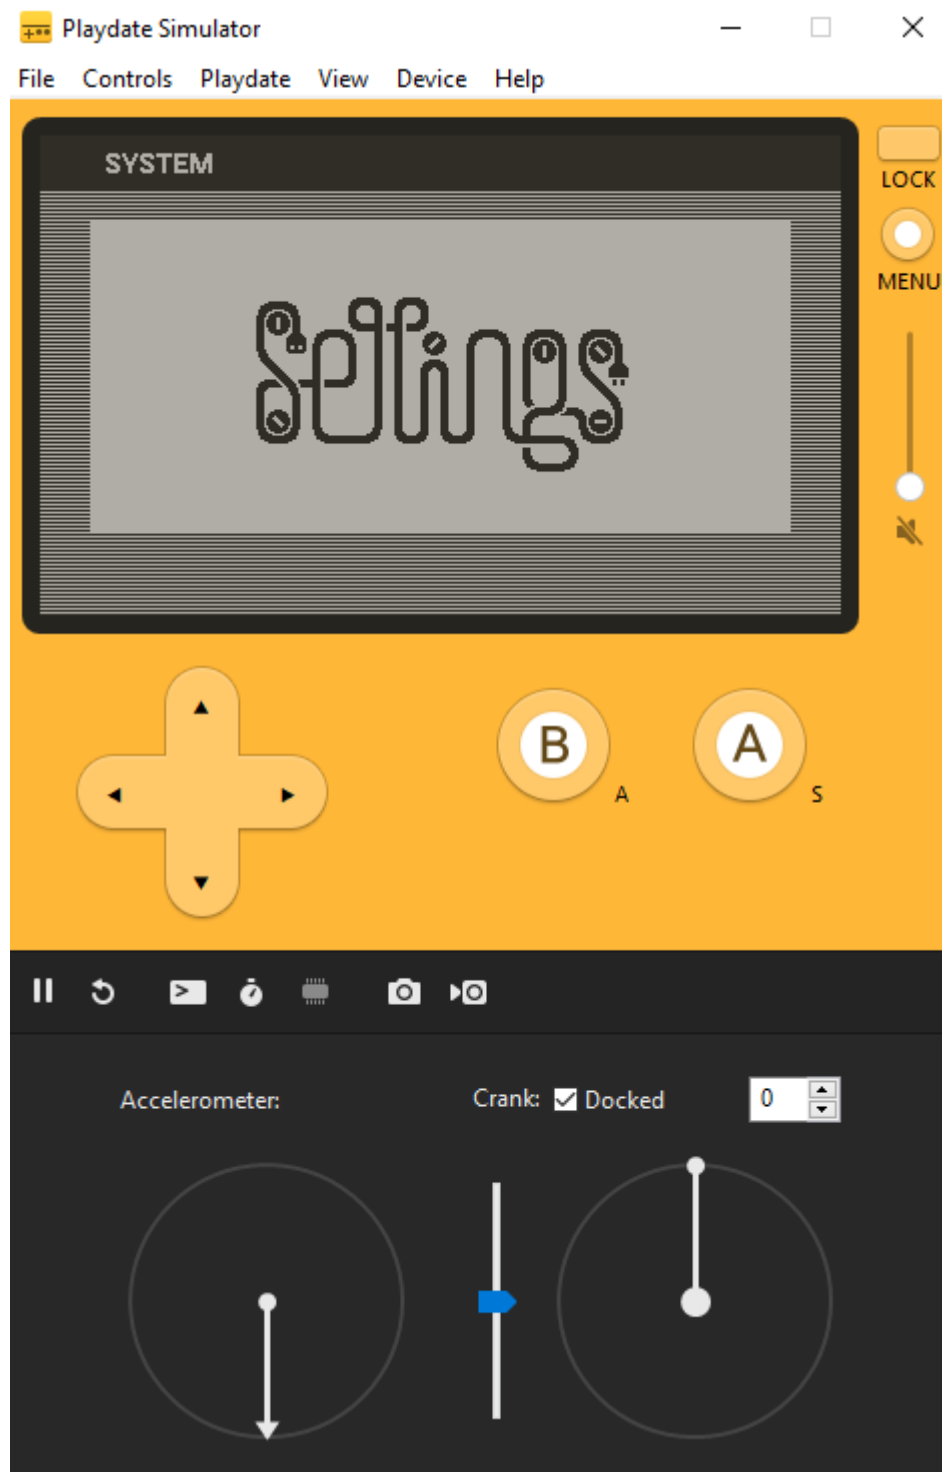 Playdate Simulator
File Controls Playdate View Device Help
SYSTEM
LOCK
MENU
Settings
B A
A S
Accelerometer:
Crank: Docked 0